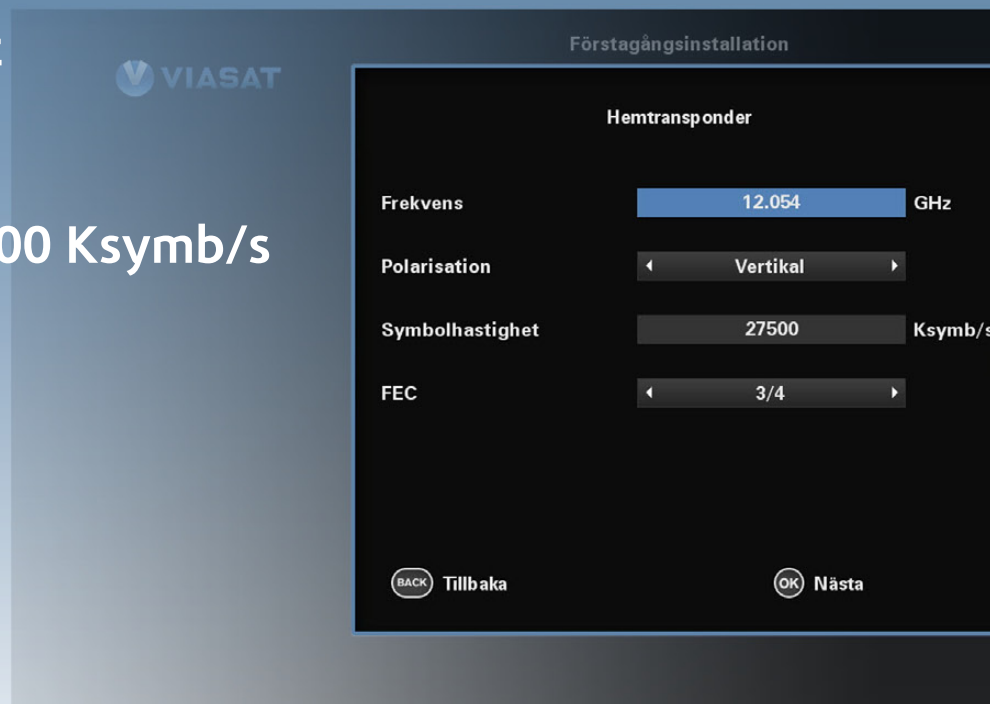 Förstagångsinstallation
VIASAT
Hemtransponder
Frekvens 12.054 GHz
00 Ksymb/s
Polarisation Vertikal
Symbolhastighet 27500 Ksymb/s
FEC 3/4
BACK Tillbaka OK Nästa